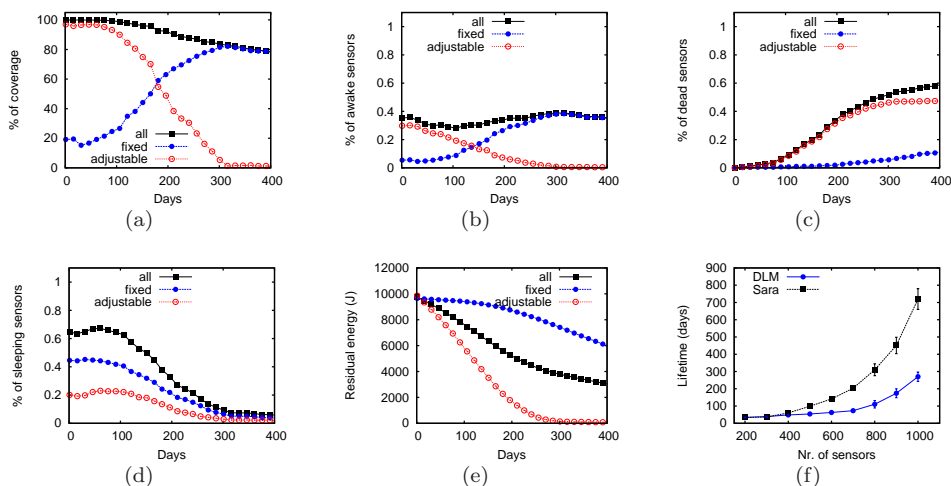 % of coverage
100
80
60
40
20
0
all
fixed
adjustable
0 100 200 300 400
Days
(a)
% of awake sensors
1
0.8
0.6
0.4
0.2
0
all
fixed
adjustable
0 100 200 300 400
Days
(b)
% of dead sensors
1
0.8
0.6
0.4
0.2
0
all
fixed
adjustable
0 100 200 300 400
Days
(c)
% of sleeping sensors
1
0.8
0.6
0.4
0.2
0
all
fixed
adjustable
0 100 200 300 400
Days
(d)
Residual energy (J)
12000
10000
8000
6000
4000
2000
0
all
fixed
adjustable
0 100 200 300 400
Days
(e)
Lifetime (days)
900
800
700
600
500
400
300
200
100
0
DLM
Sara
200 400 600 800 1000
Nr. of sensors
(f)